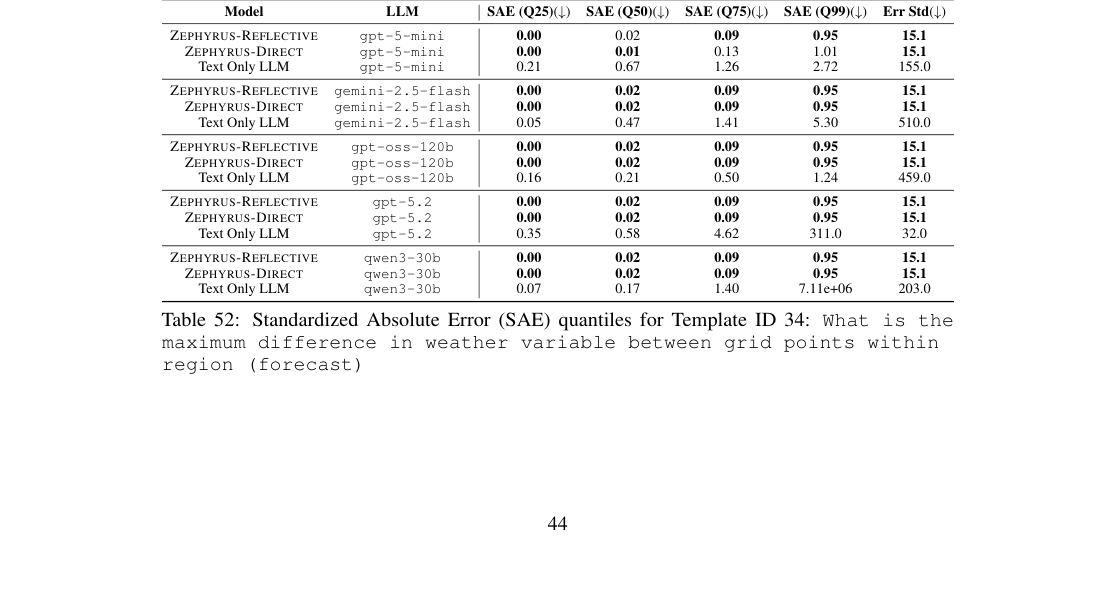 Model LLM SAE (Q25)(↓) SAE (Q50)(↓) SAE (Q75)(↓) SAE (Q99)(↓) Err Std(↓)
ZEPHYRUS-REFLECTIVE gpt-5-mini 0.00 0.02 0.09 0.95 15.1
ZEPHYRUS-DIRECT gpt-5-mini 0.00 0.01 0.13 1.01 15.1
Text Only LLM gpt-5-mini 0.21 0.67 1.26 2.72 155.0
ZEPHYRUS-REFLECTIVE gemini-2.5-flash 0.00 0.02 0.09 0.95 15.1
ZEPHYRUS-DIRECT gemini-2.5-flash 0.00 0.02 0.09 0.95 15.1
Text Only LLM gemini-2.5-flash 0.05 0.47 1.41 5.30 510.0
ZEPHYRUS-REFLECTIVE gpt-oss-120b 0.00 0.02 0.09 0.95 15.1
ZEPHYRUS-DIRECT gpt-oss-120b 0.00 0.02 0.09 0.95 15.1
Text Only LLM gpt-oss-120b 0.16 0.21 0.50 1.24 459.0
ZEPHYRUS-REFLECTIVE gpt-5.2 0.00 0.02 0.09 0.95 15.1
ZEPHYRUS-DIRECT gpt-5.2 0.00 0.02 0.09 0.95 15.1
Text Only LLM gpt-5.2 0.35 0.58 4.62 311.0 32.0
ZEPHYRUS-REFLECTIVE qwen3-30b 0.00 0.02 0.09 0.95 15.1
ZEPHYRUS-DIRECT qwen3-30b 0.00 0.02 0.09 0.95 15.1
Text Only LLM qwen3-30b 0.07 0.17 1.40 7.11e+06 203.0
Table 52: Standardized Absolute Error (SAE) quantiles for Template ID 34: What is the
maximum difference in weather variable between grid points within
region (forecast)
44